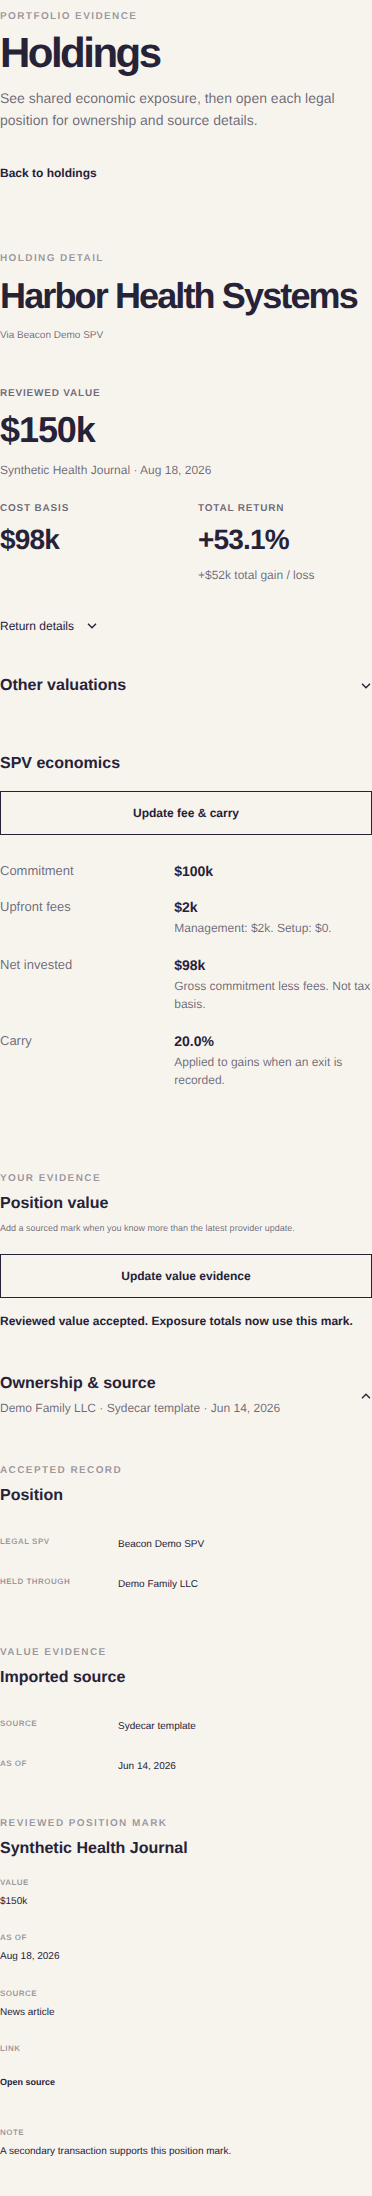 PORTFOLIO EVIDENCE
Holdings
See shared economic exposure, then open each legal
position for ownership and source details.
Back to holdings
HOLDING DETAIL
Harbor Health Systems
Via Beacon Demo SPV
REVIEWED VALUE
$150k
Synthetic Health Journal · Aug 18, 2026
COST BASIS
$98k
TOTAL RETURN
+53.1%
+$52k total gain / loss
Return details
Other valuations
SPV economics
Update fee & carry
Commitment
$100k
Upfront fees
$2k
Management: $2k. Setup: $0.
Net invested
$98k
Gross commitment less fees. Not tax
basis.
Carry
20.0%
Applied to gains when an exit is
recorded.
YOUR EVIDENCE
Position value
Add a sourced mark when you know more than the latest provider update.
Update value evidence
Reviewed value accepted. Exposure totals now use this mark.
Ownership & source
Demo Family LLC · Sydecar template · Jun 14, 2026
ACCEPTED RECORD
Position
LEGAL SPV
Beacon Demo SPV
HELD THROUGH
Demo Family LLC
VALUE EVIDENCE
Imported source
SOURCE
Sydecar template
AS OF
Jun 14, 2026
REVIEWED POSITION MARK
Synthetic Health Journal
VALUE
$150k
AS OF
Aug 18, 2026
SOURCE
News article
LINK
Open source
NOTE
A secondary transaction supports this position mark.